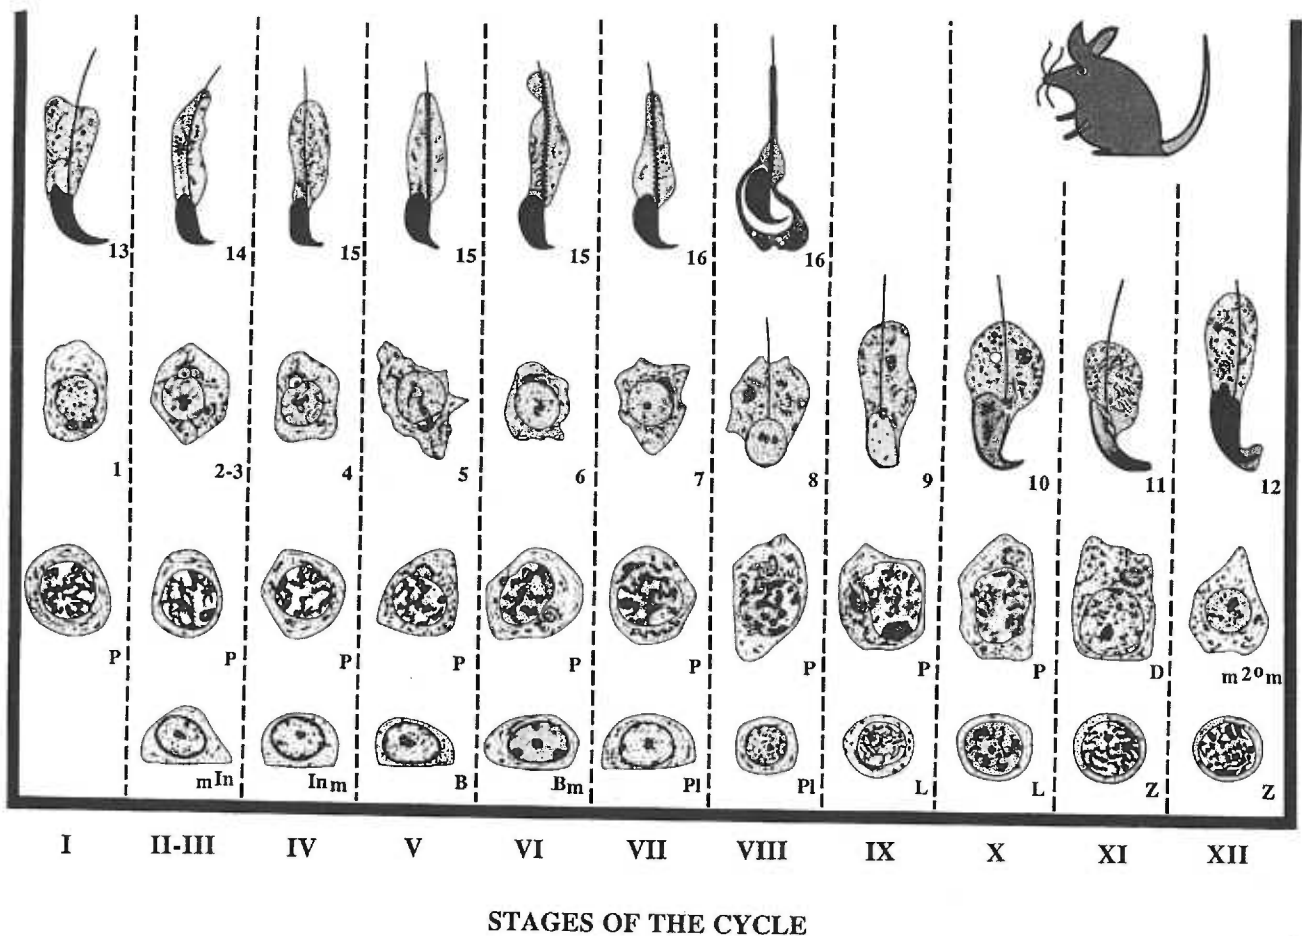 13 14 15 15 15 16 16
1 2-3 4 5 6 7 8 9 10 11 12
P P P P P P P P P D m2ºm
mIn Inm B Bm Pl Pl L L Z Z
I II-III IV V VI VII VIII IX X XI XII
STAGES OF THE CYCLE